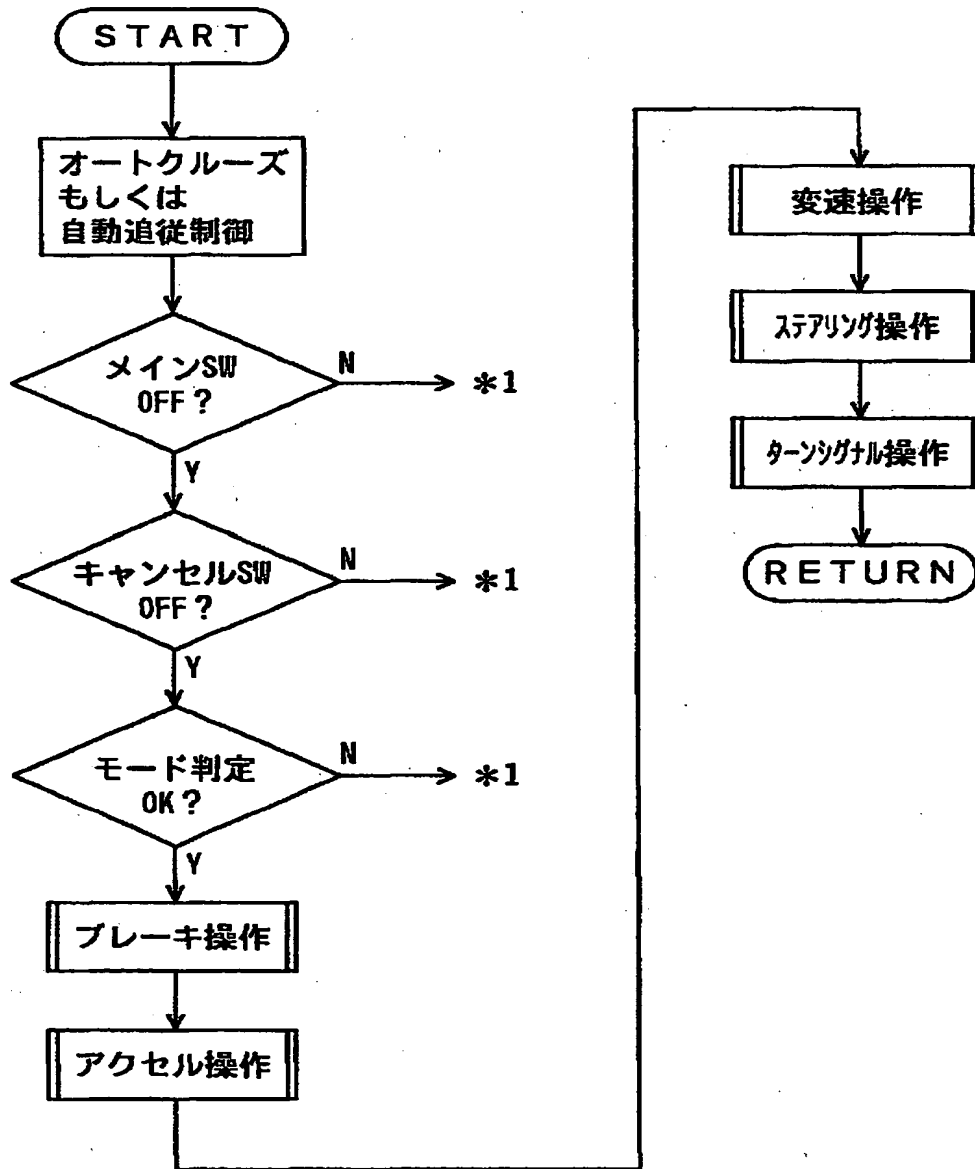 START
オートクルーズ
もしくは
自動追従制御
メインSW
OFF?
N
*1
Y
キャンセルSW
OFF?
N
*1
Y
モード判定
OK?
N
*1
Y
ブレーキ操作
アクセル操作
変速操作
ステアリング操作
ターンシグナル操作
RETURN